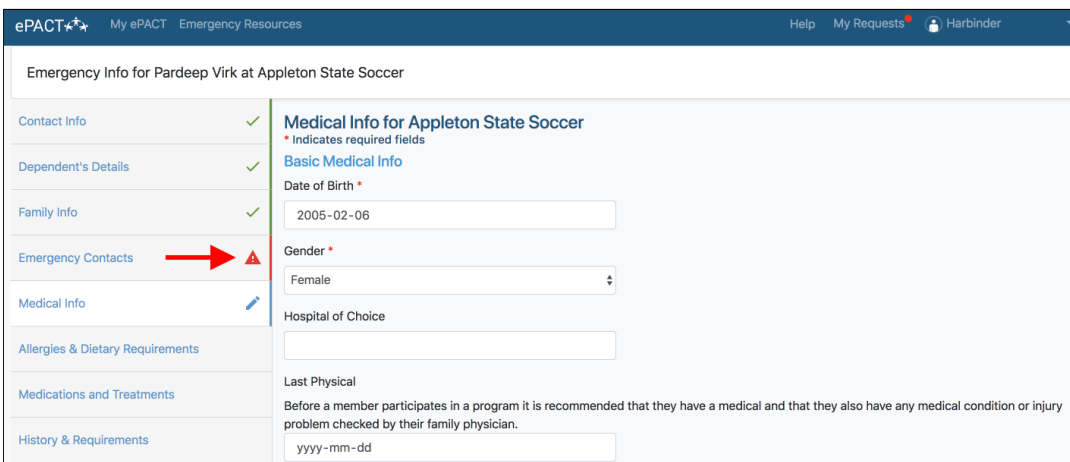 ePACT My ePACT Emergency Resources Help My Requests Harbinder
Emergency Info for Pardeep Virk at Appleton State Soccer
Contact Info
Dependent's Details
Family Info
Emergency Contacts
Medical Info
Allergies & Dietary Requirements
Medications and Treatments
History & Requirements
Medical Info for Appleton State Soccer
* Indicates required fields
Basic Medical Info
Date of Birth *
2005-02-06
Gender *
Female
Hospital of Choice
Last Physical
Before a member participates in a program it is recommended that they have a medical and that they also have any medical condition or injury
problem checked by their family physician.
yyyy-mm-dd